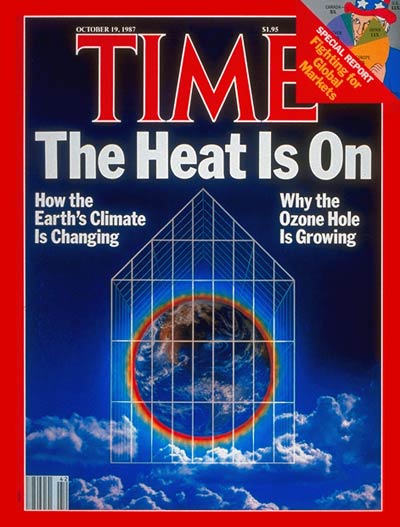 OCTOBER 19, 1987
$1.95
TIME
SPECIAL REPORT
Fighting for
Global
Markets
The Heat Is On
How the
Earth's Climate
Is Changing
Why the
Ozone Hole
Is Growing
42